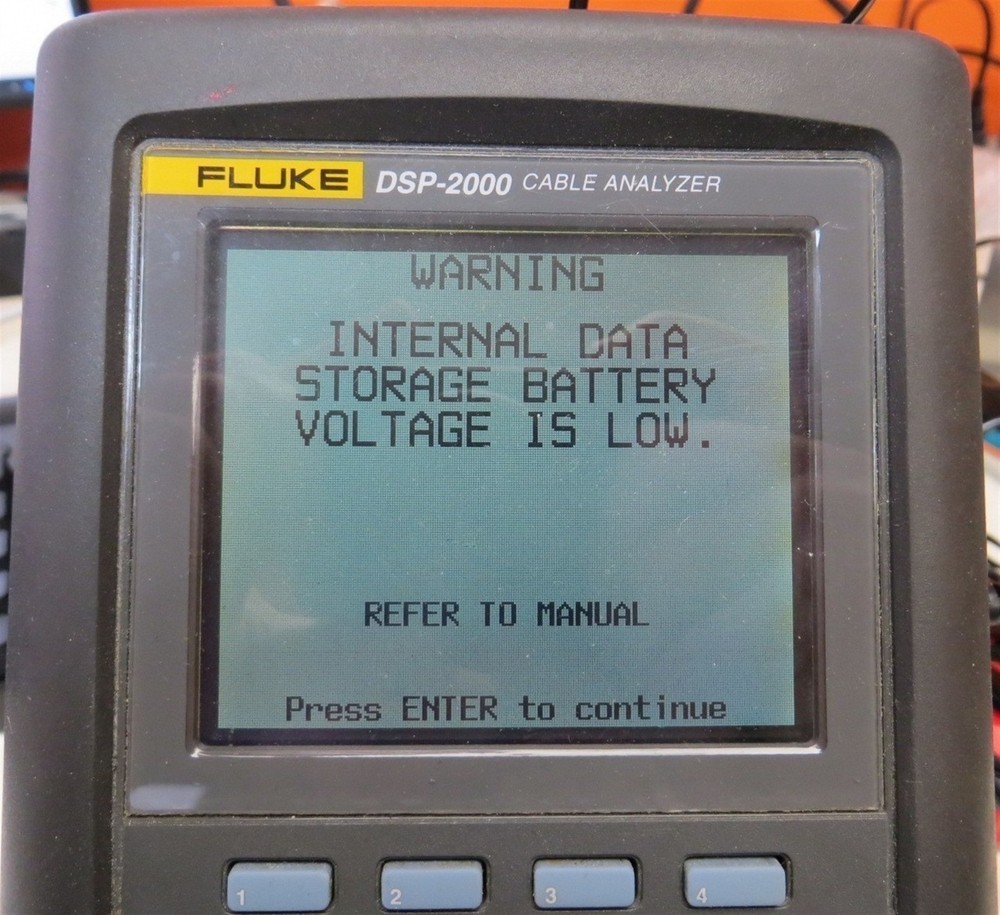 FLUKE DSP-2000 CABLE ANALYZER
WARNING
INTERNAL DATA
STORAGE BATTERY
VOLTAGE IS LOW.
REFER TO MANUAL
Press ENTER to continue
1 2 3 4